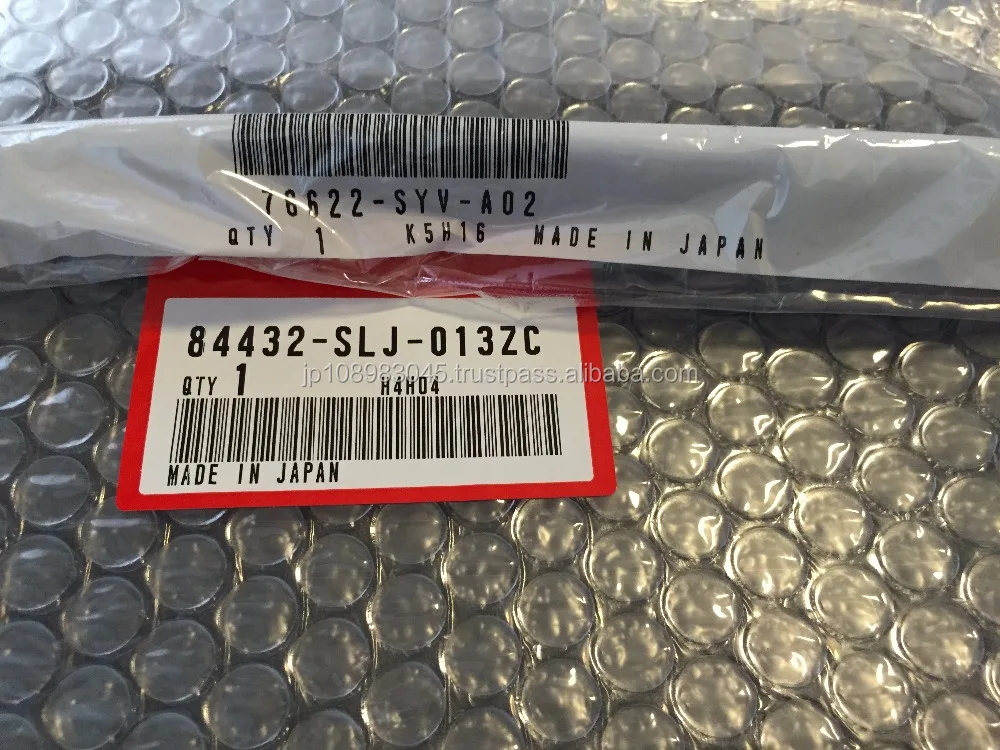 76622-SYV-A02
QTY 1 K5H16 MADE IN JAPAN
84432-SLJ-013ZC
jp108983045.trustpass.alibaba.com
QTY 1 H4H04
MADE IN JAPAN